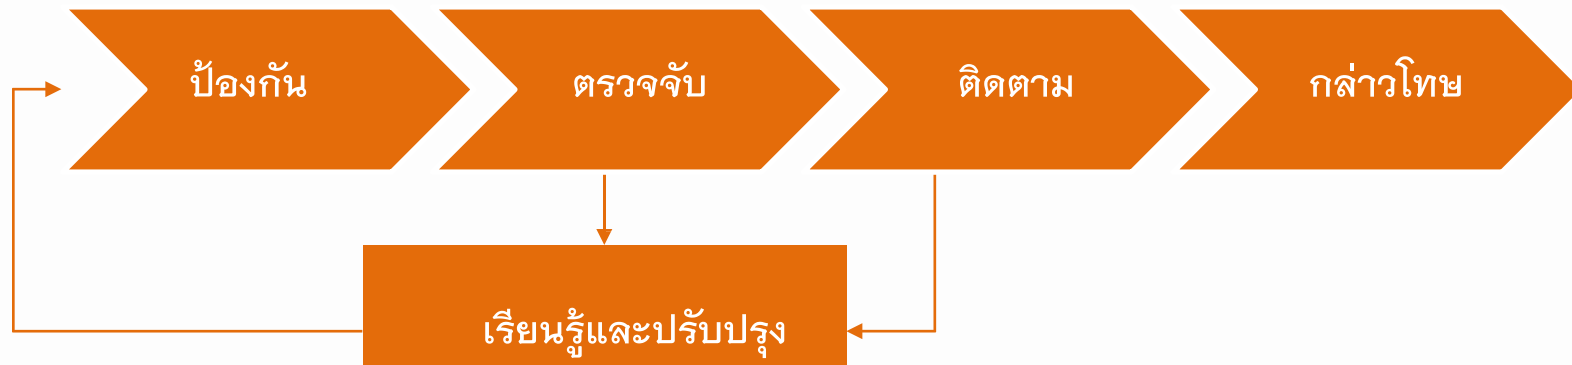 ป้องกัน
ตรวจจับ
ติดตาม
กล่าวโทษ
เรียนรู้และปรับปรุง